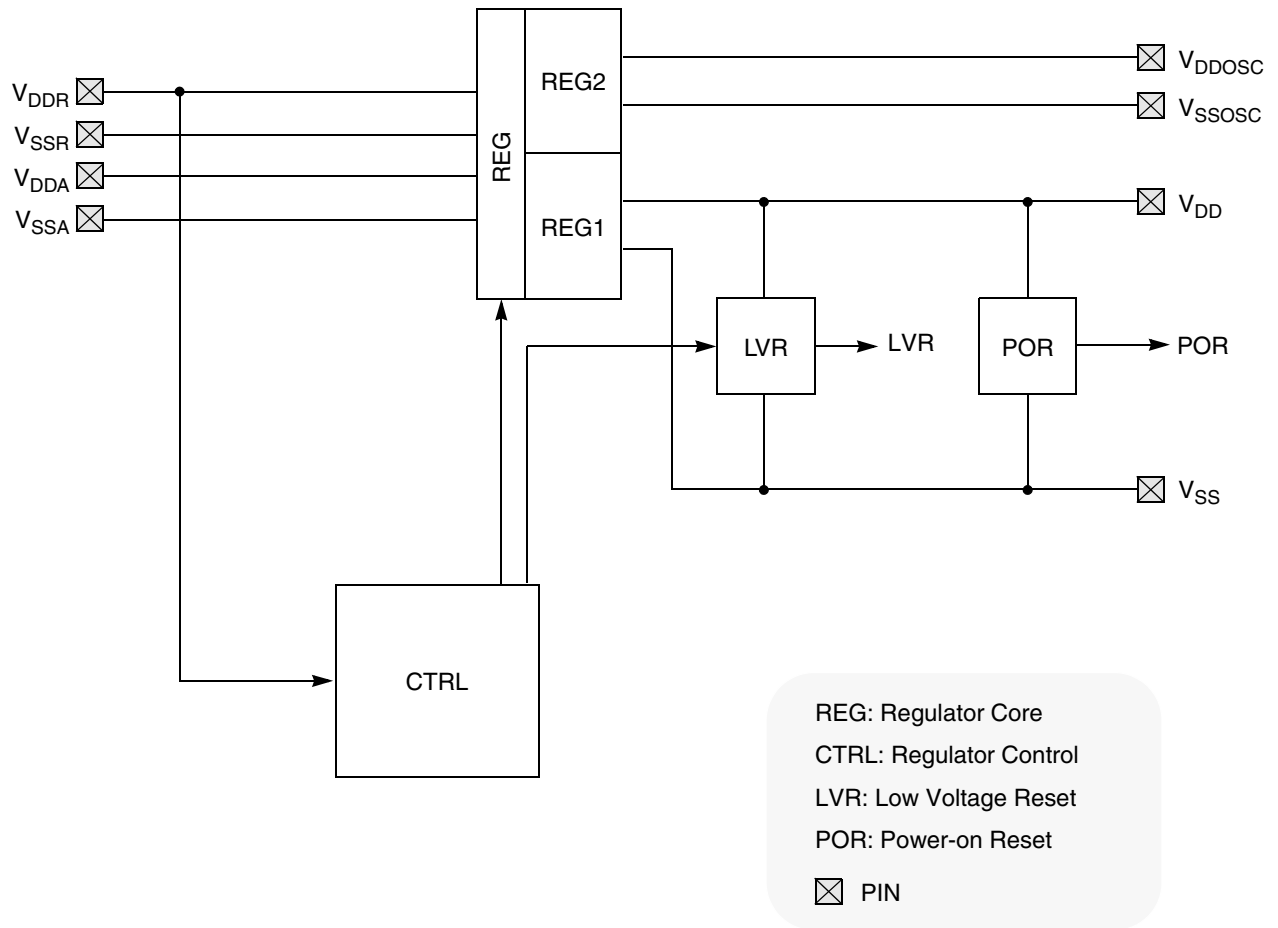 VDDR
VSSR
VDDA
VSSA
REG
REG2
REG1
VDDOSC
VSSOSC
VDD
LVR
LVR
POR
POR
VSS
CTRL
REG: Regulator Core
CTRL: Regulator Control
LVR: Low Voltage Reset
POR: Power-on Reset
PIN